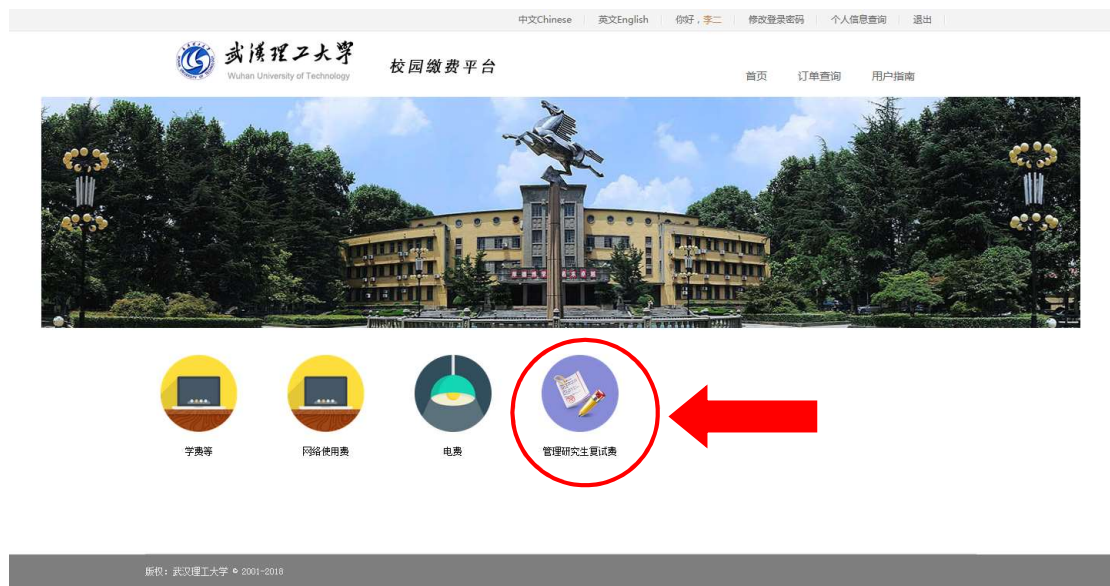 中文Chinese 英文English 你好，李二 修改登录密码 个人信息查询 退出
武汉理工大学
Wuhan University of Technology
校园缴费平台
首页 订单查询 用户指南
学费等 网络使用费 电费 管理研究生复试费
版权：武汉理工大学 © 2001-2018